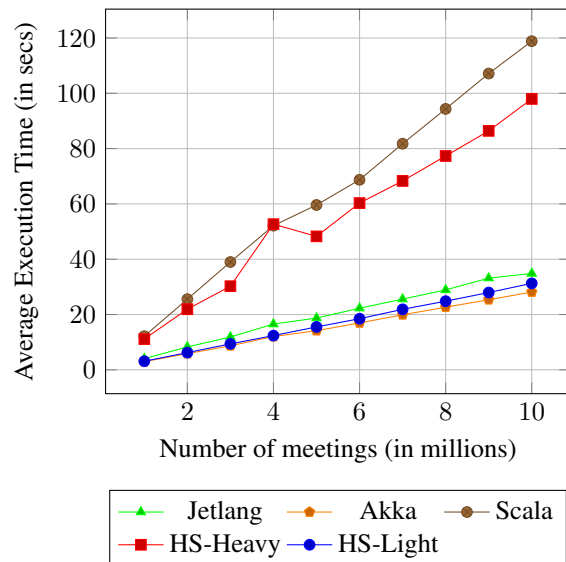 Average Execution Time (in secs)
120
100
80
60
40
20
0
2 4 6 8 10
Number of meetings (in millions)
Jetlang Akka Scala
HS-Heavy HS-Light